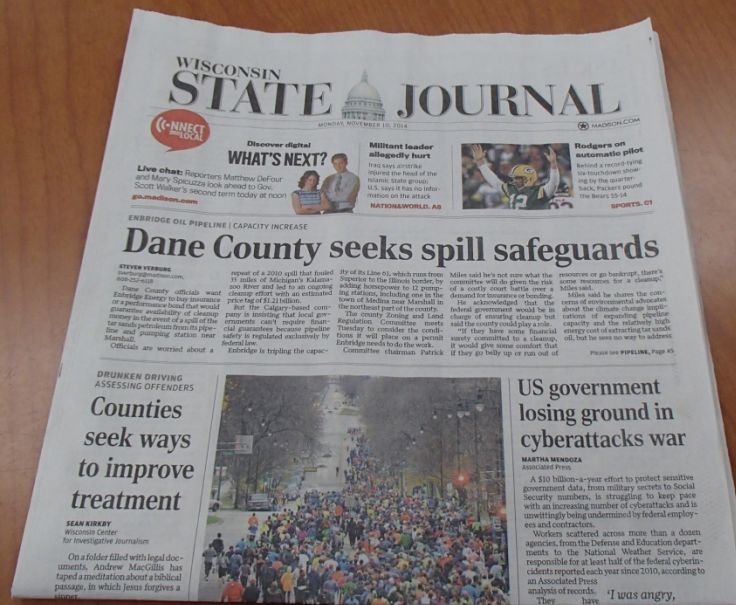 WISCONSIN
STATE JOURNAL
MONDAY, NOVEMBER 10, 2014
MADISON.COM
CONNECT
LOCAL
Discover digital
WHAT'S NEXT?
Live chat: Reporters Matthew DeFour
and Mary Spicuzza look ahead to Gov.
Scott Walker's second term today at noon
go.madison.com
Militant leader
allegedly hurt
Iraq says airstrike
injured the head of the
Islamic State group;
U.S. says it has no infor-
mation on the attack
NATION&WORLD, A8
Rodgers on
automatic pilot
Behind a record-tying
six-touchdown show-
ing by the quarter-
back, Packers pound
the Bears 55-14
SPORTS, C1
ENBRIDGE OIL PIPELINE | CAPACITY INCREASE
Dane County seeks spill safeguards
STEVEN VERBURG
sverburg@madison.com,
608-252-6118
Dane County officials want
Enbridge Energy to buy insurance
or a performance bond that would
guarantee availability of cleanup
money in the event of a spill of the
tar sands petroleum from its pipe-
line and pumping station near
Marshall.
Officials are worried about a
repeat of a 2010 spill that fouled
35 miles of Michigan's Kalama-
zoo River and led to an ongoing
cleanup effort with an estimated
price tag of $1.21 billion.
But the Calgary-based com-
pany is insisting that local gov-
ernments can't require finan-
cial guarantees because pipeline
safety is regulated exclusively by
federal law.
Enbridge is tripling the capac-
ity of its Line 61, which runs from
Superior to the Illinois border, by
adding horsepower to 12 pump-
ing stations, including one in the
town of Medina near Marshall in
the northeast part of the county.
The county Zoning and Land
Regulation Committee meets
Tuesday to consider the condi-
tions it will place on a permit
Enbridge needs to do the work.
Committee chairman Patrick
Miles said he's not sure what the
committee will do given the risk
of a costly court battle over a
demand for insurance or bonding.
He acknowledged that the
federal government would be in
charge of ensuring cleanup but
said the county could play a role.
"If they have some financial
surety committed to a cleanup,
it would give some comfort that
if they go belly up or run out of
resources or go bankrupt, there's
some resources for a cleanup,"
Miles said.
Miles said he shares the con-
cerns of environmental advocates
about the climate change impli-
cations of expanding pipeline
capacity and the relatively high
energy cost of extracting tar sands
oil, but he sees no way to address
Please see PIPELINE, Page A5
DRUNKEN DRIVING
ASSESSING OFFENDERS
Counties
seek ways
to improve
treatment
SEAN KIRKBY
Wisconsin Center
for Investigative Journalism
On a folder filled with legal doc-
uments, Andrew MacGillis has
taped a meditation about a biblical
passage, in which Jesus forgives a
sinner.
12
US government
losing ground in
cyberattacks war
MARTHA MENDOZA
Associated Press
A $10 billion-a-year effort to protect sensitive
government data, from military secrets to Social
Security numbers, is struggling to keep pace
with an increasing number of cyberattacks and is
unwittingly being undermined by federal employ-
ees and contractors.
Workers scattered across more than a dozen
agencies, from the Defense and Education depart-
ments to the National Weather Service, are
responsible for at least half of the federal cyberin-
cidents reported each year since 2010, according to
an Associated Press
analysis of records.
They have
'I was angry,